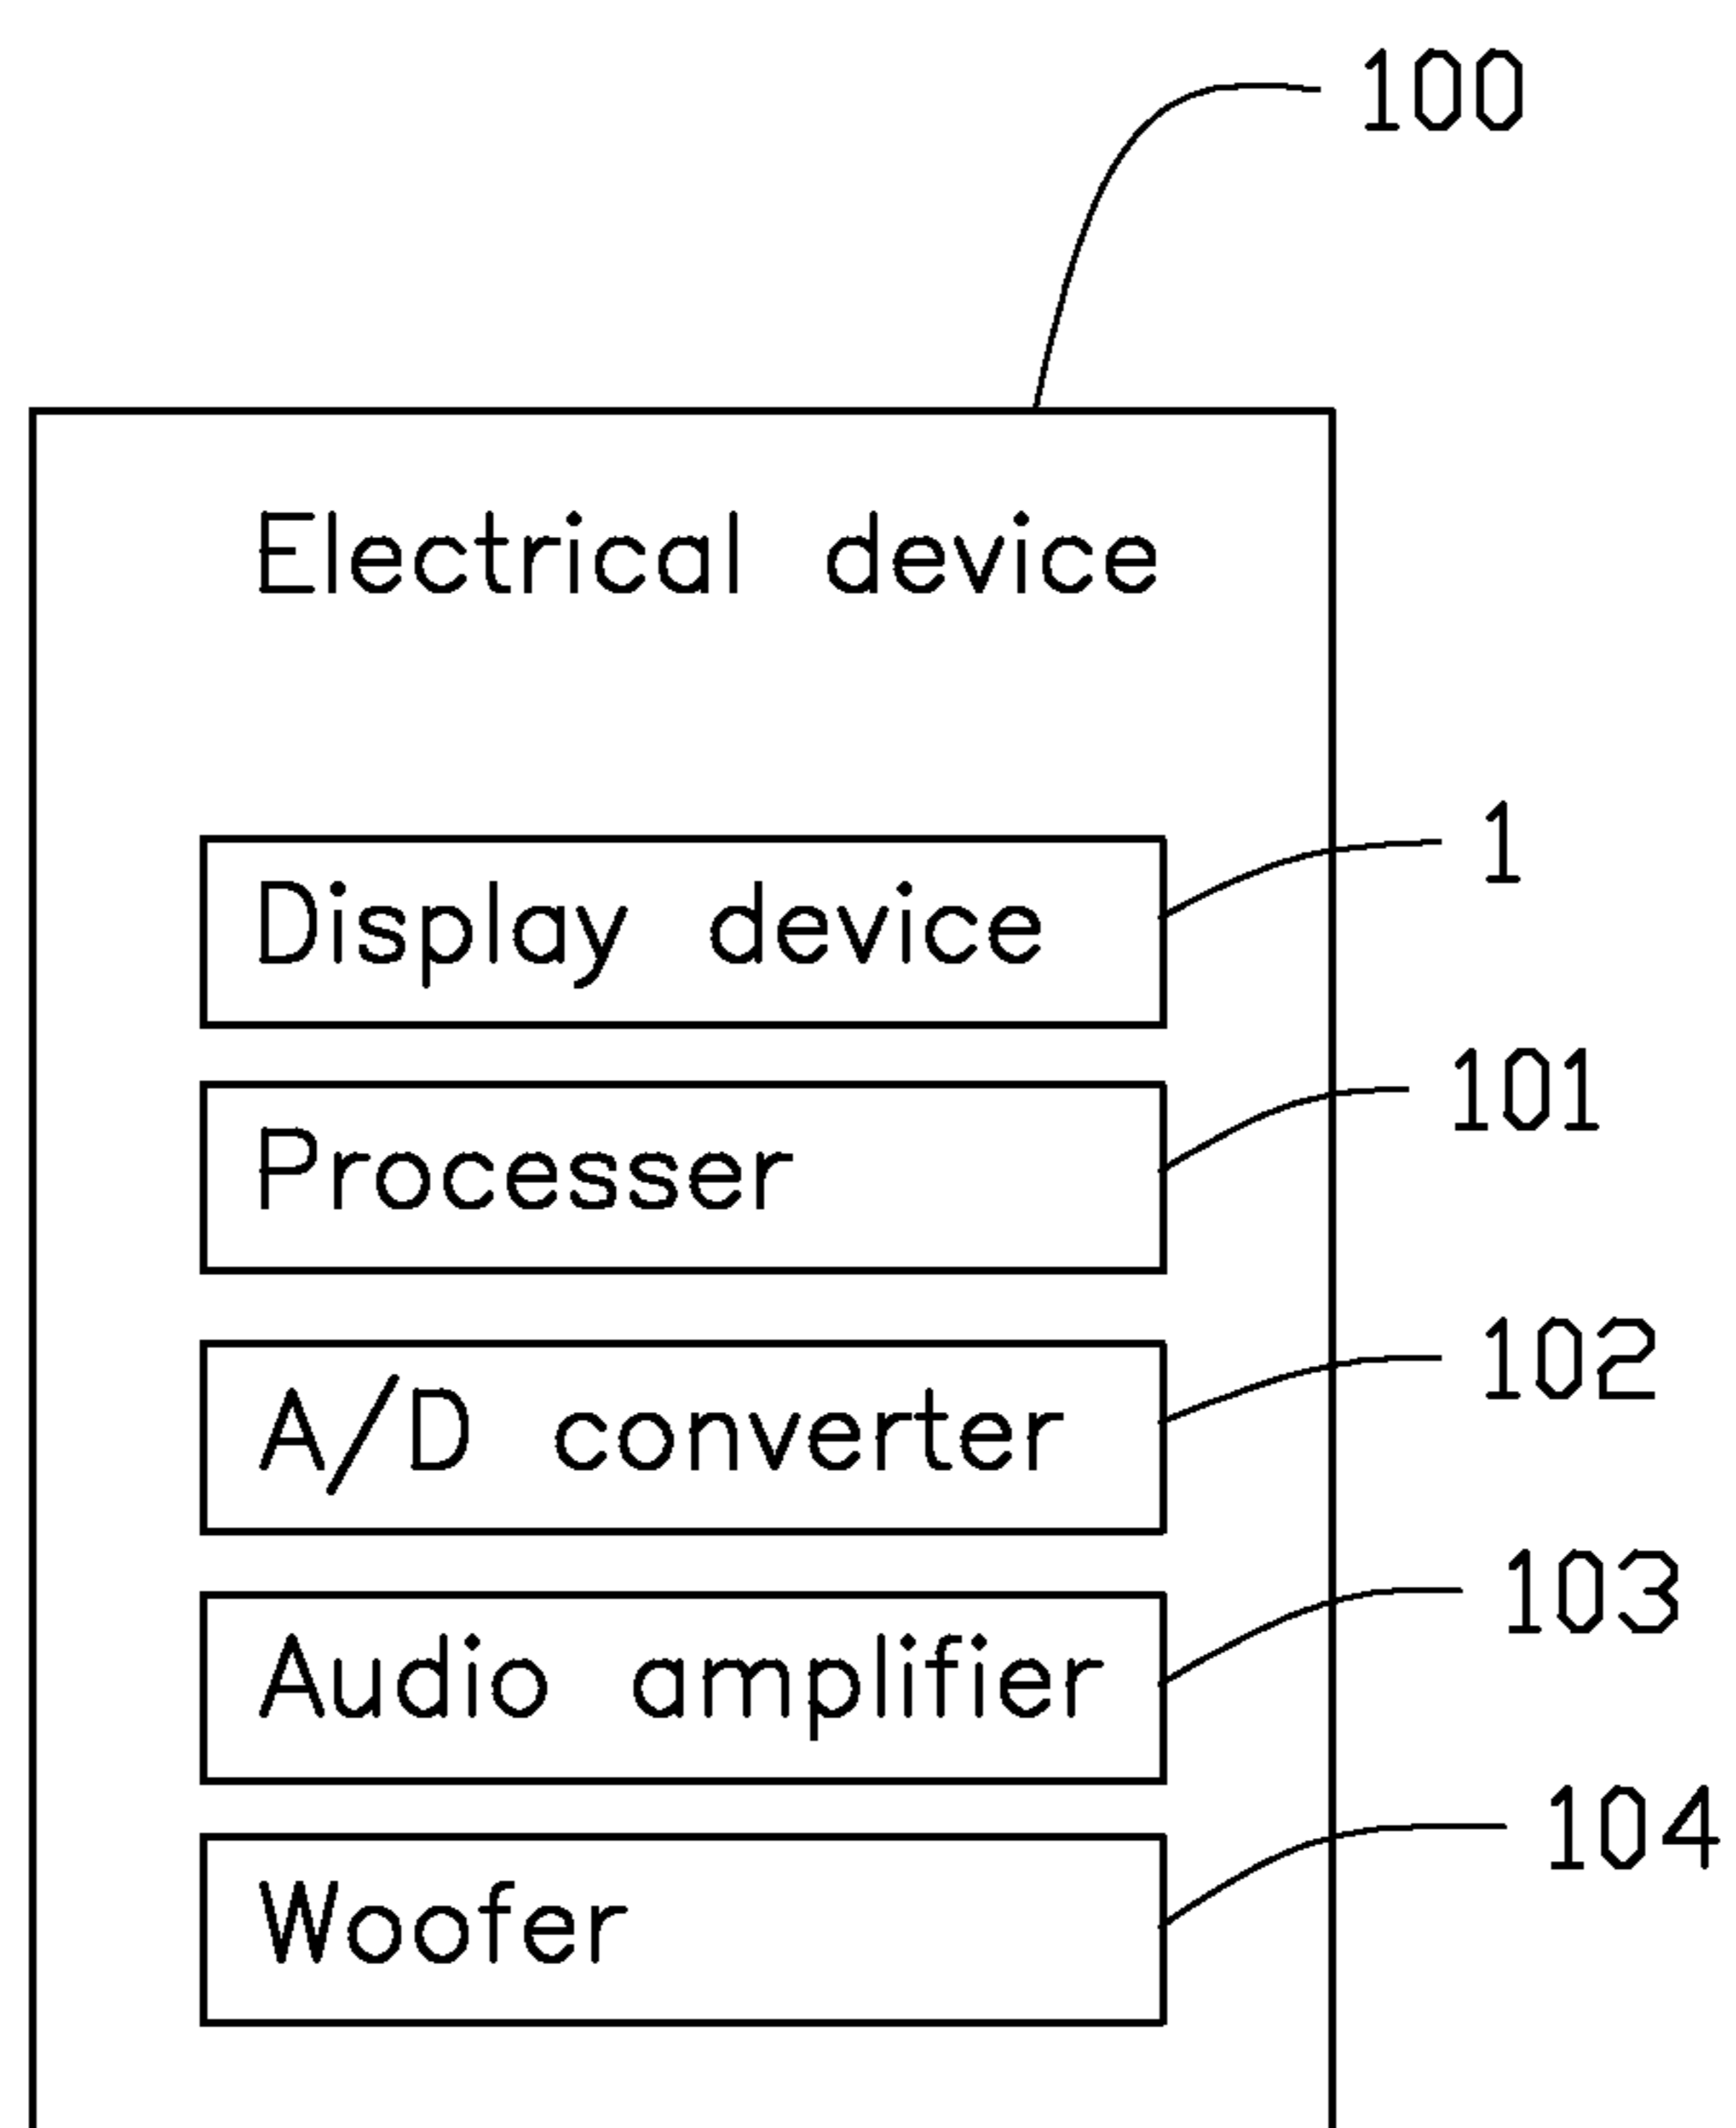 100
Electrical device
Display device 1
Processer 101
A/D converter 102
Audio amplifier 103
Woofer 104